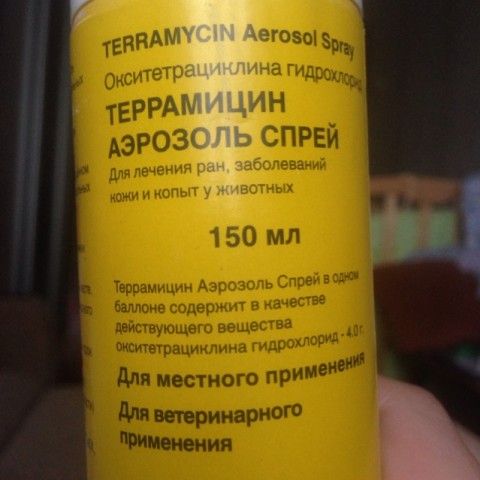 TERRAMYCIN Aerosol Spray
Окситетрациклина гидрохлорид
ТЕРРАМИЦИН
АЭРОЗОЛЬ СПРЕЙ
Для лечения ран, заболеваний
кожи и копыт у животных
150 мл
Террамицин Аэрозоль Спрей в одном
баллоне содержит в качестве
действующего вещества
окситетрациклина гидрохлорид - 4.0 г.
Для местного применения
Для ветеринарного
применения